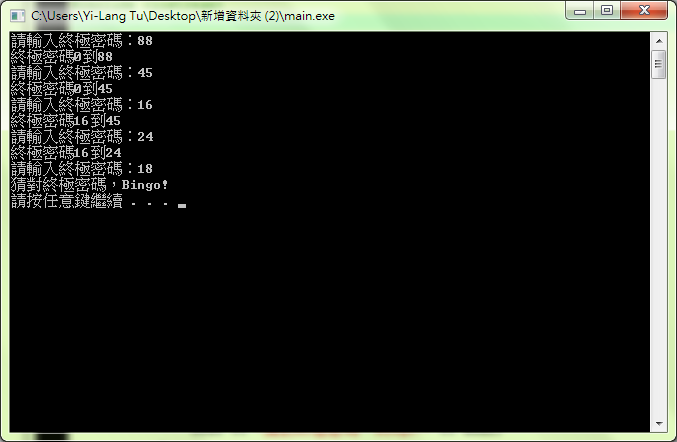 C:\Users\Yi-Lang Tu\Desktop\新增資料夾 (2)\main.exe
請輸入終極密碼：88
終極密碼0到88
請輸入終極密碼：45
終極密碼0到45
請輸入終極密碼：16
終極密碼16到45
請輸入終極密碼：24
終極密碼16到24
請輸入終極密碼：18
猜對終極密碼，Bingo!
請按任意鍵繼續 . . .